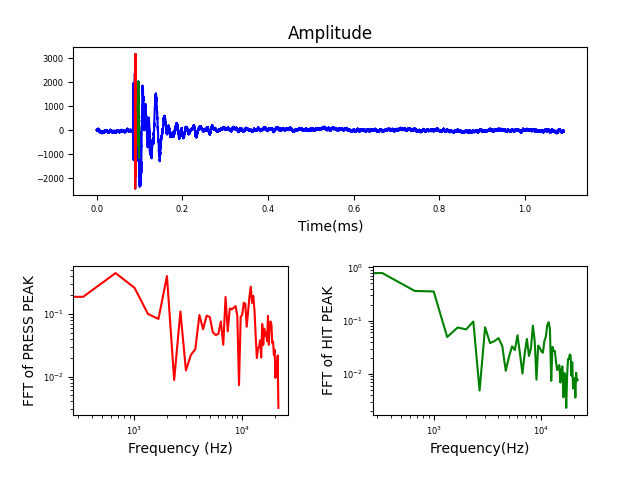 Amplitude
3000
2000
1000
0
−1000
−2000
0.0 0.2 0.4 0.6 0.8 1.0
Time(ms)
FFT of PRESS PEAK
10⁻¹
10⁻²
10³ 10⁴
Frequency (Hz)
FFT of HIT PEAK
10⁰
10⁻¹
10⁻²
10³ 10⁴
Frequency(Hz)